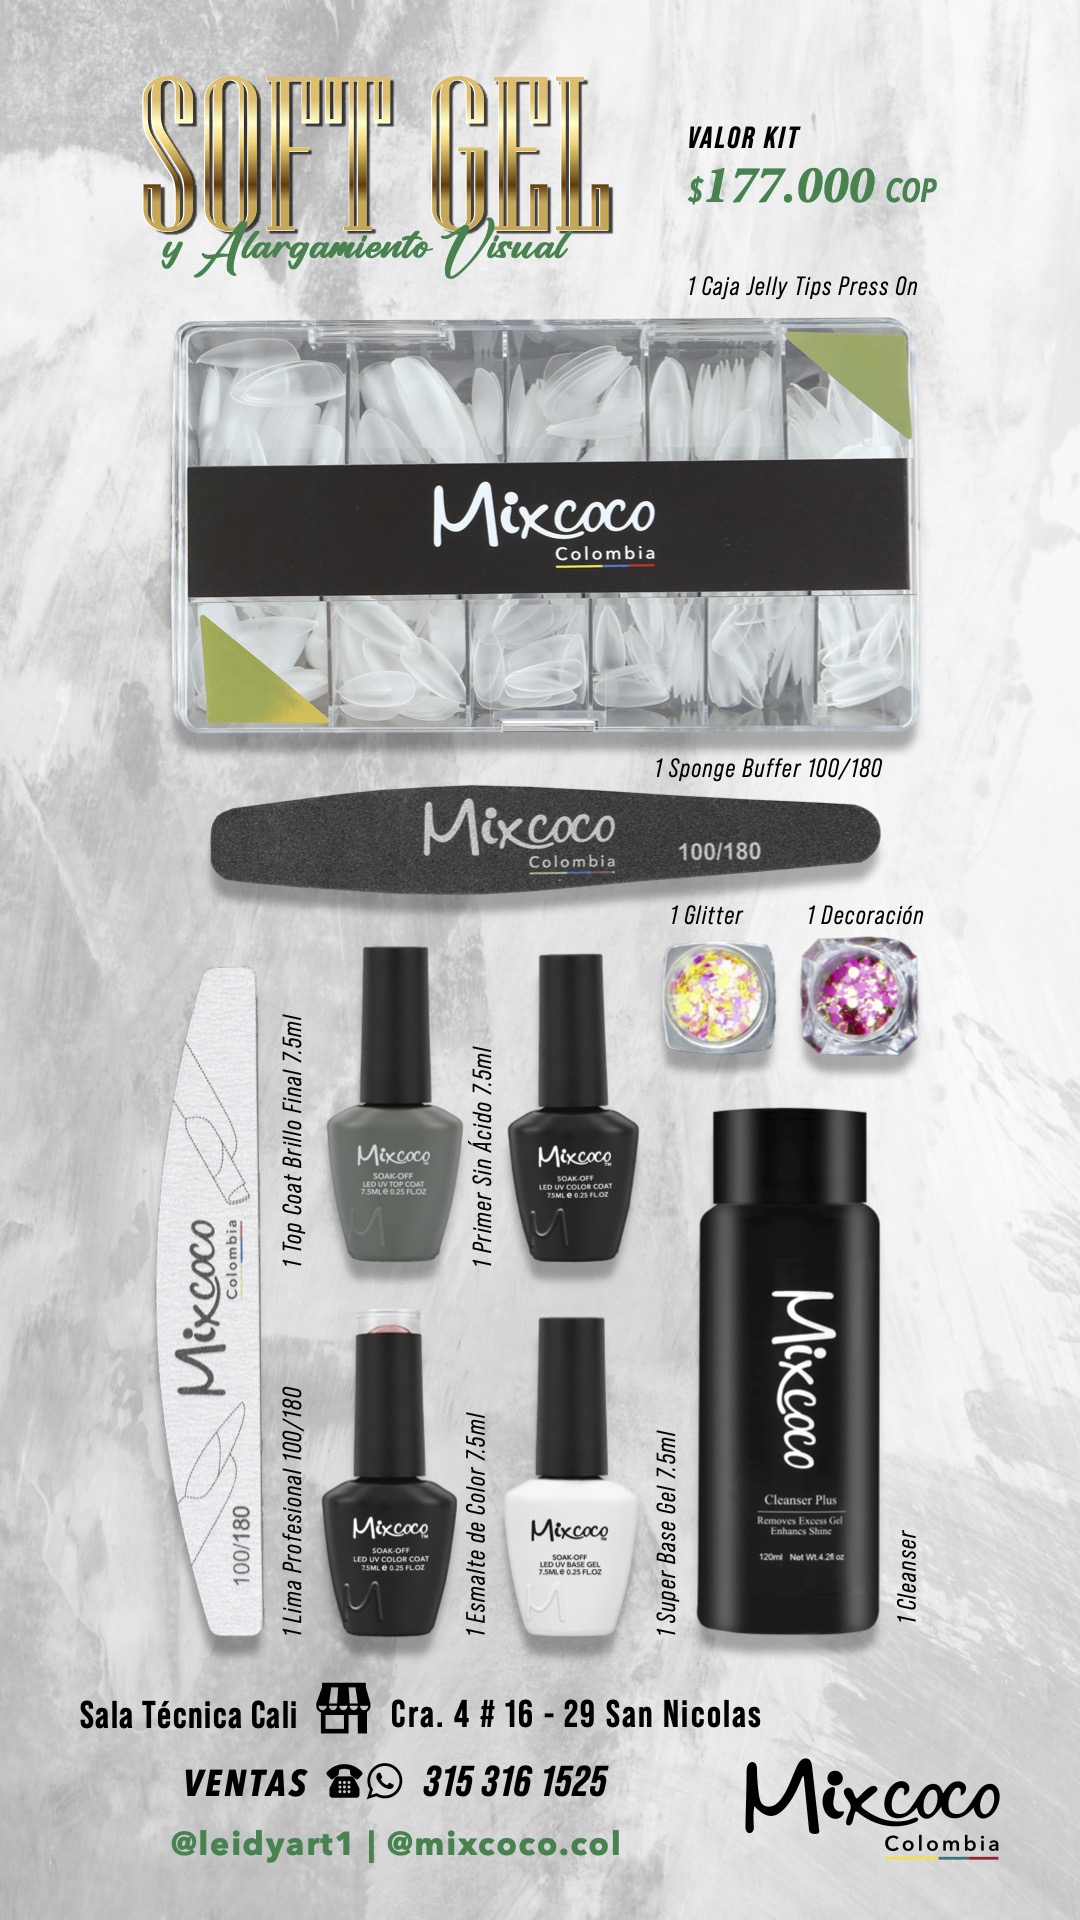 SOFT GEL
y Alargamiento Visual
VALOR KIT
$177.000 COP
1 Caja Jelly Tips Press On
Mixcoco
Colombia
1 Sponge Buffer 100/180
Mixcoco
Colombia
100/180
1 Glitter
1 Decoración
Mixcoco
Colombia
100/180
1 Top Coat Brillo Final 7.5ml
Mixcoco
SOAK-OFF
LED UV TOP COAT
7.5ML e 0.25 FL.OZ
M
1 Primer Sin Ácido 7.5ml
Mixcoco™
SOAK-OFF
LED UV COLOR COAT
7.5ML e 0.25 FL.OZ
M
1 Lima Profesional 100/180
Mixcoco™
SOAK-OFF
LED UV COLOR COAT
7.5ML e 0.25 FL.OZ
M
1 Esmalte de Color 7.5ml
Mixcoco™
SOAK-OFF
LED UV BASE GEL
7.5ML e 0.25 FL.OZ
M
1 Super Base Gel 7.5ml
Mixcoco
Cleanser Plus
Removes Excess Gel
Enhancs Shine
120ml Net Wt.4.2fl oz
1 Cleanser
Sala Técnica Cali Cra. 4 # 16 - 29 San Nicolas
VENTAS 315 316 1525
@leidyart1 | @mixcoco.col
Mixcoco
Colombia